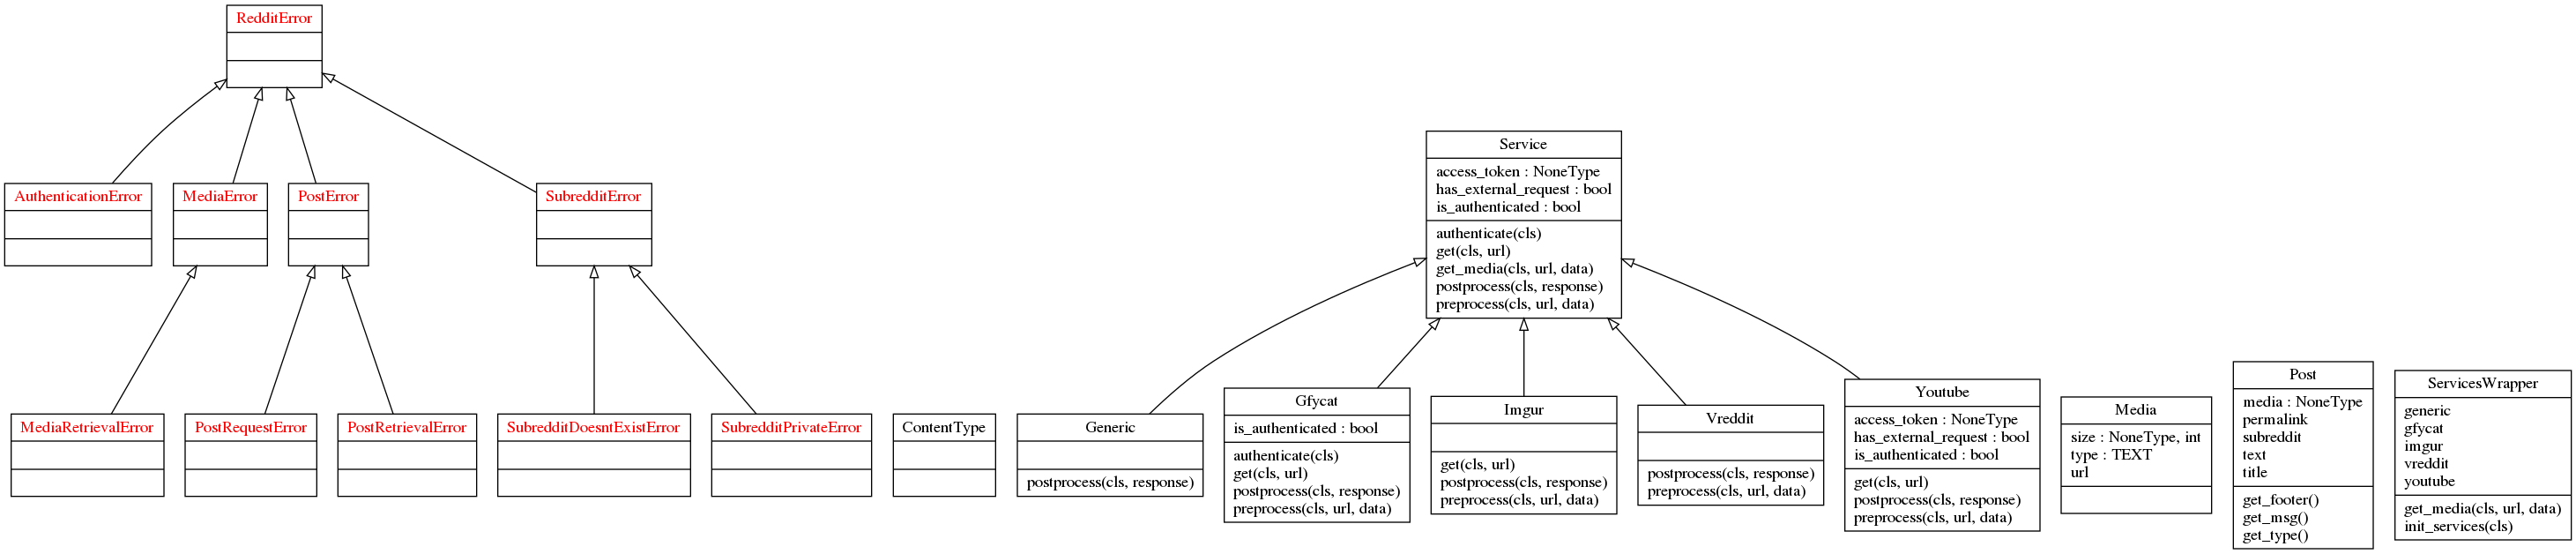 RedditError
AuthenticationError
MediaError
PostError
SubredditError
Service
access_token : NoneType
has_external_request : bool
is_authenticated : bool
authenticate(cls)
get(cls, url)
get_media(cls, url, data)
postprocess(cls, response)
preprocess(cls, url, data)
MediaRetrievalError
PostRequestError
PostRetrievalError
SubredditDoesntExistError
SubredditPrivateError
ContentType
Generic
postprocess(cls, response)
Gfycat
is_authenticated : bool
authenticate(cls)
get(cls, url)
postprocess(cls, response)
preprocess(cls, url, data)
Imgur
get(cls, url)
postprocess(cls, response)
preprocess(cls, url, data)
Vreddit
postprocess(cls, response)
preprocess(cls, url, data)
Youtube
access_token : NoneType
has_external_request : bool
is_authenticated : bool
get(cls, url)
postprocess(cls, response)
preprocess(cls, url, data)
Media
size : NoneType, int
type : TEXT
url
Post
media : NoneType
permalink
subreddit
text
title
get_footer()
get_msg()
get_type()
ServicesWrapper
generic
gfycat
imgur
vreddit
youtube
get_media(cls, url, data)
init_services(cls)